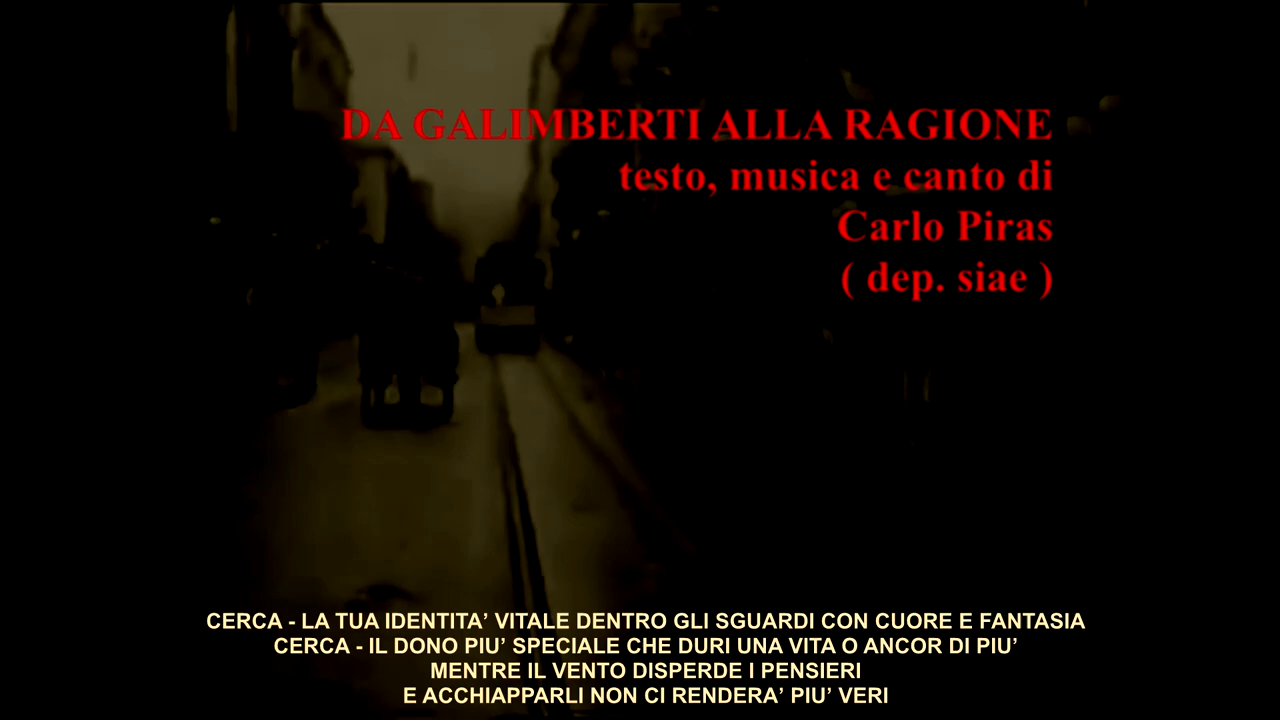 DA GALIMBERTI ALLA RAGIONE
testo, musica e canto di
Carlo Piras
( dep. siae )
CERCA - LA TUA IDENTITA’ VITALE DENTRO GLI SGUARDI CON CUORE E FANTASIA
CERCA - IL DONO PIU’ SPECIALE CHE DURI UNA VITA O ANCOR DI PIU’
MENTRE IL VENTO DISPERDE I PENSIERI
E ACCHIAPPARLI NON CI RENDERA’ PIU’ VERI